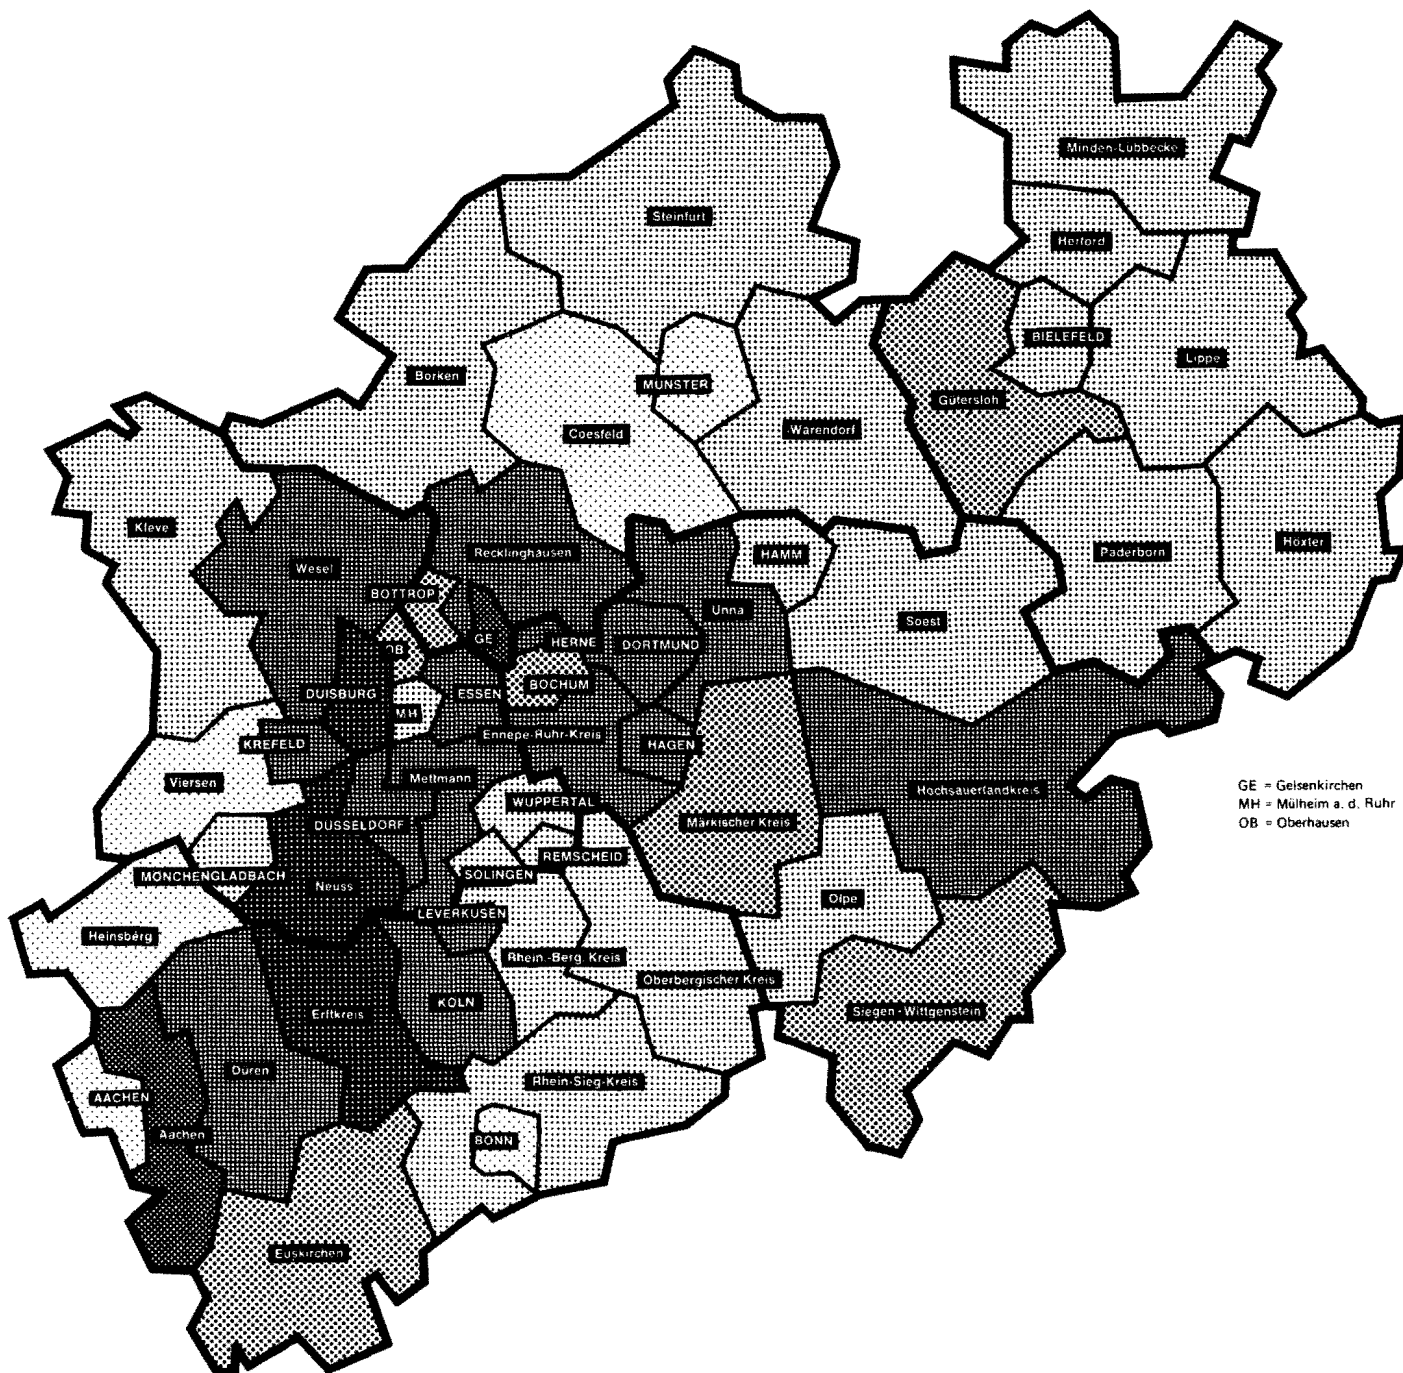 Minden-Lübbecke
Steinfurt
Herford
BIELEFELD
Lippe
Borken
MÜNSTER
Gütersloh
Coesfeld
Warendorf
Kleve
Recklinghausen
HAMM
Paderborn
Höxter
Wesel
BOTTROP
Unna
Soest
GE
HERNE
DORTMUND
OB
BOCHUM
DUISBURG
ESSEN
MH
Ennepe-Ruhr-Kreis
KREFELD
HAGEN
Viersen
Mettmann
Hochsauerlandkreis
GE = Gelsenkirchen
MH = Mülheim a. d. Ruhr
OB = Oberhausen
WUPPERTAL
DÜSSELDORF
Märkischer Kreis
REMSCHEID
MÖNCHENGLADBACH
SOLINGEN
Neuss
Olpe
LEVERKUSEN
Heinsberg
Rhein.-Berg. Kreis
Oberbergischer Kreis
KÖLN
Erftkreis
Siegen-Wittgenstein
Düren
Rhein-Sieg-Kreis
AACHEN
Aachen
BONN
Euskirchen